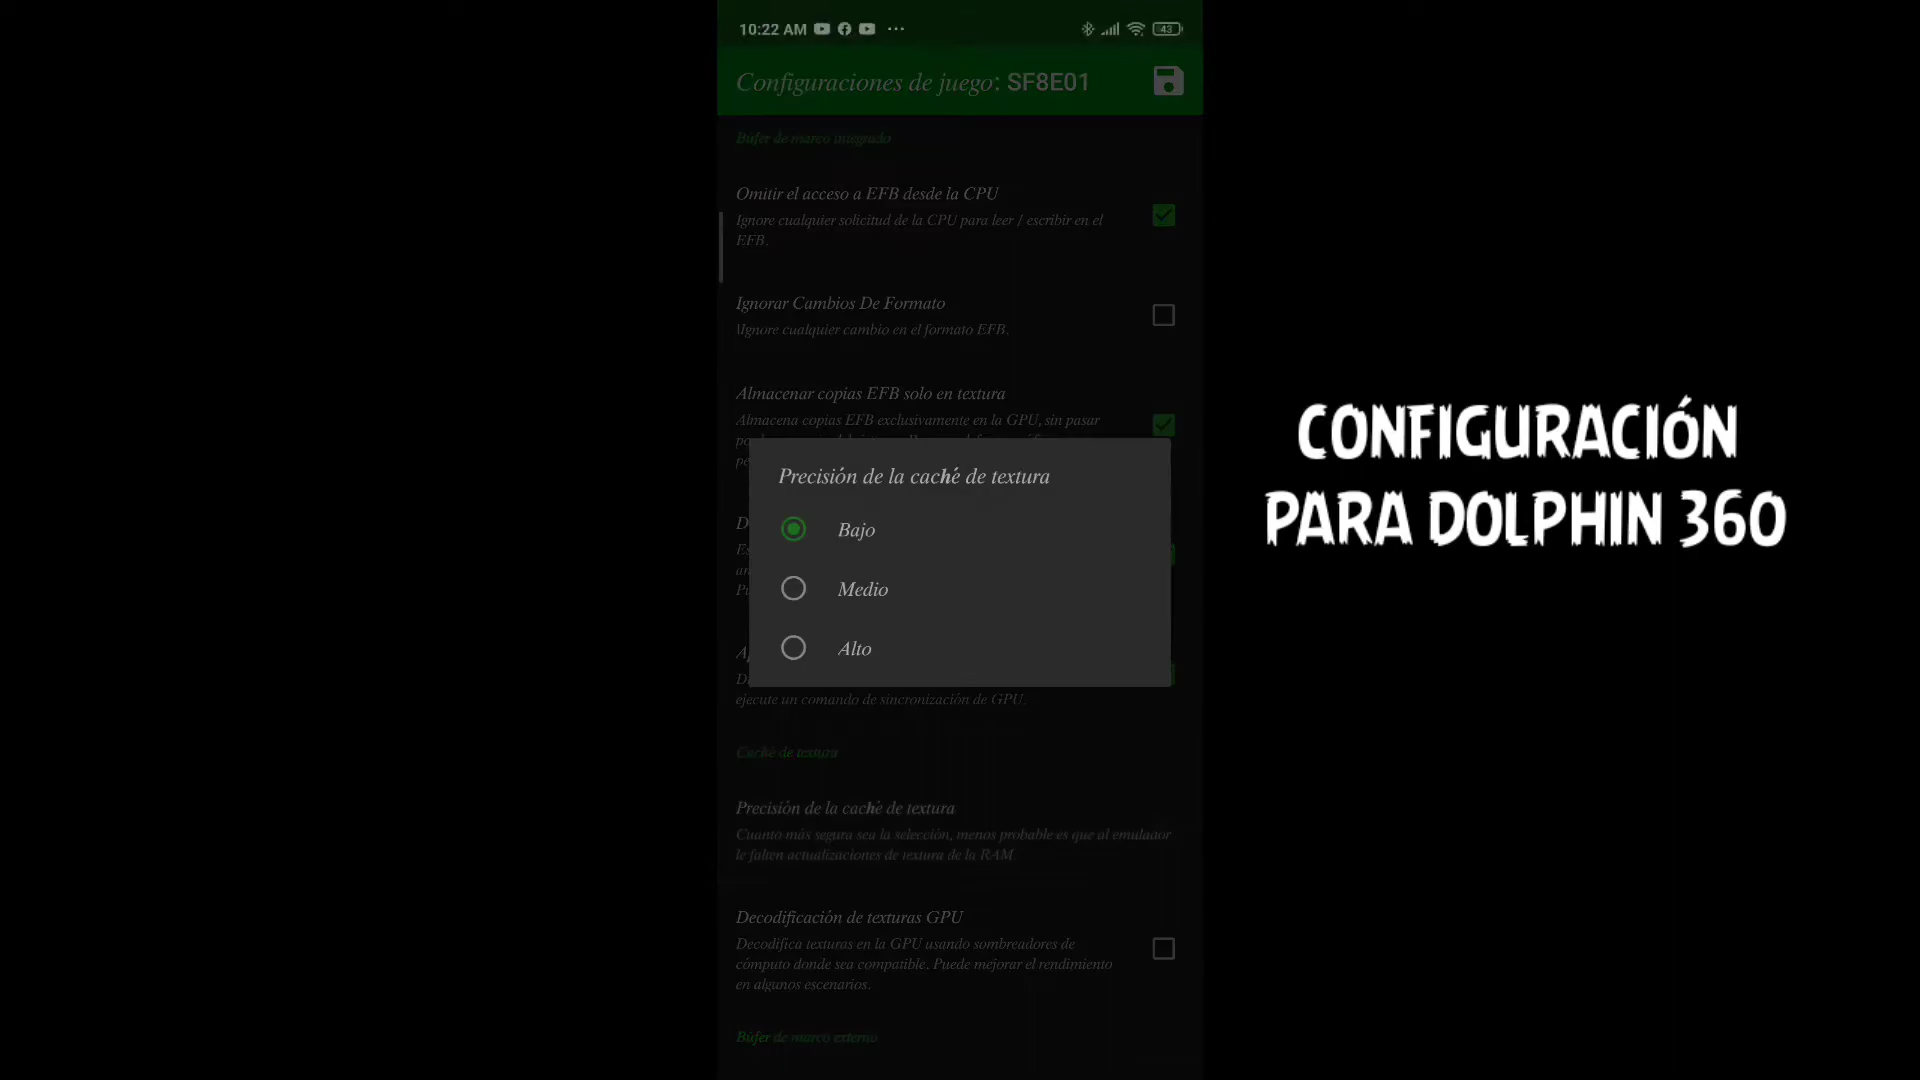 10:22 AM
43
Configuraciones de juego: SF8E01
Búfer de marco integrado
Omitir el acceso a EFB desde la CPU
Ignore cualquier solicitud de la CPU para leer / escribir en el
EFB.
Ignorar Cambios De Formato
\Ignore cualquier cambio en el formato EFB.
Almacenar copias EFB solo en textura
Almacena copias EFB exclusivamente en la GPU, sin pasar
Precisión de la caché de textura
Bajo
Medio
Alto
ejecute un comando de sincronización de GPU.
Caché de textura
Precisión de la caché de textura
Cuanto más segura sea la selección, menos probable es que al emulador
le falten actualizaciones de textura de la RAM
Decodificación de texturas GPU
Decodifica texturas en la GPU usando sombreadores de
cómputo donde sea compatible. Puede mejorar el rendimiento
en algunos escenarios.
Búfer de marco externo
CONFIGURACIÓN
PARA DOLPHIN 360